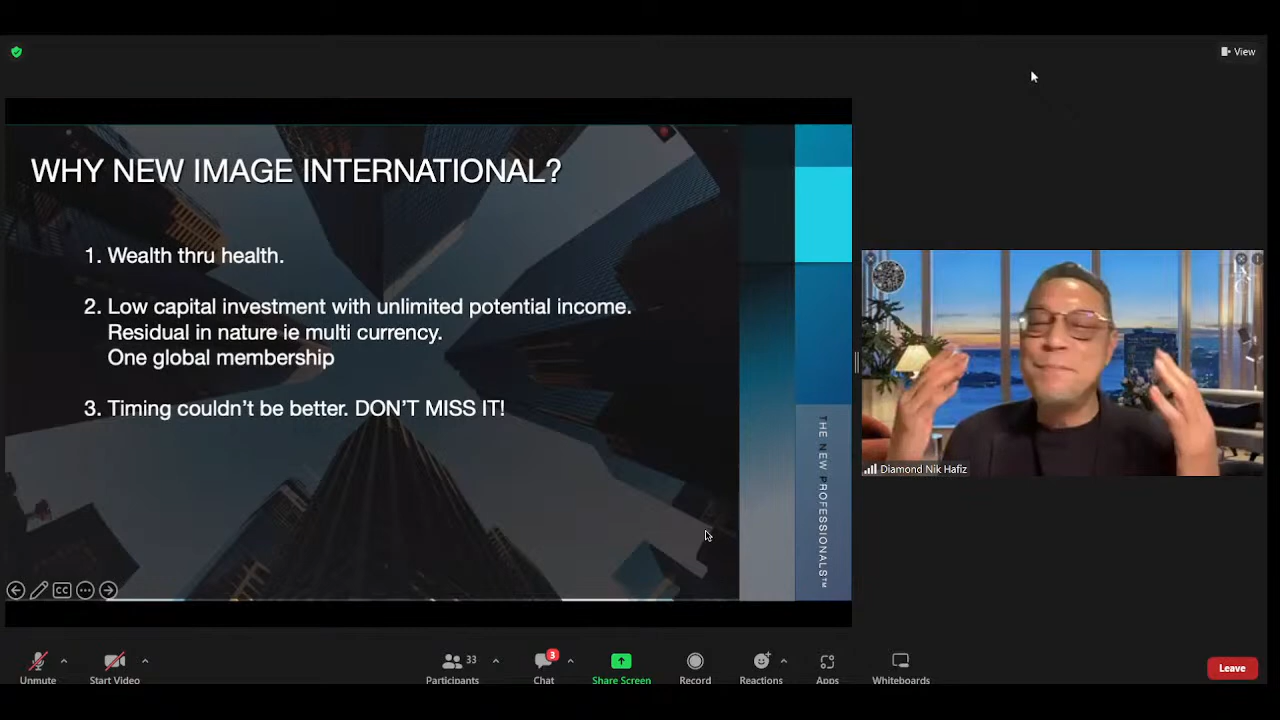 View
WHY NEW IMAGE INTERNATIONAL?
1. Wealth thru health.
2. Low capital investment with unlimited potential income.
Residual in nature ie multi currency.
One global membership
3. Timing couldn't be better. DON'T MISS IT!
THE NEW PROFESSIONALS™
CC
Diamond Nik Hafiz
Unmute
Start Video
33
Participants
3
Chat
Share Screen
Record
Reactions
Apps
Whiteboards
Leave